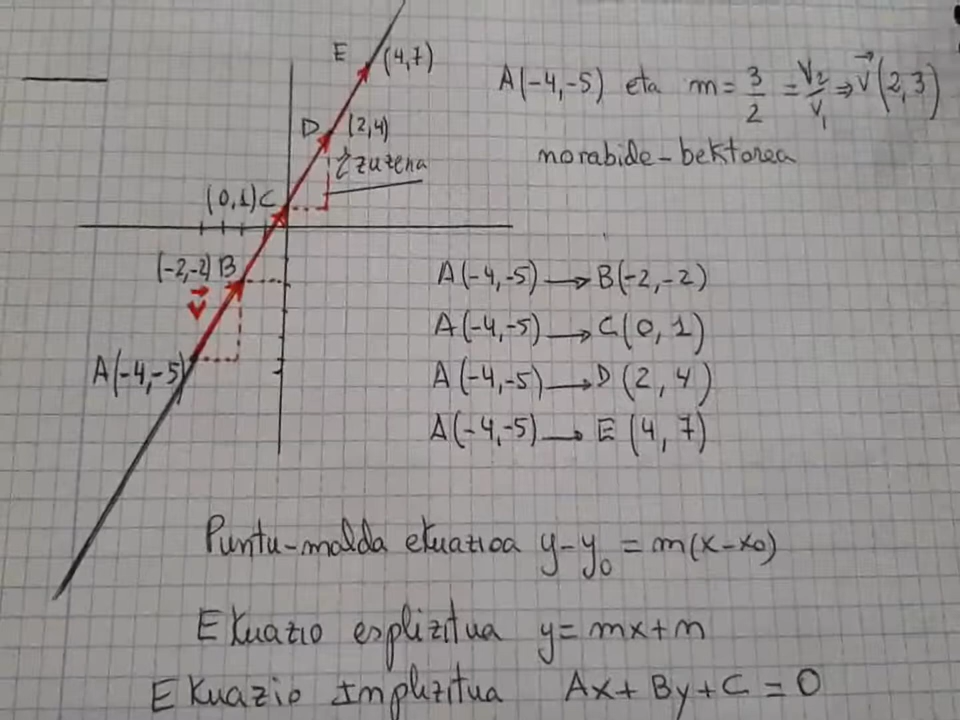 E (4,7)
A(-4,-5) eta m = 3/2 = V2/V1 ⇒ v⃗(2,3)
D (2,4)
norabide-bektorea
zuzena
(0,1) C
(-2,-2) B
v⃗
A(-4,-5)
A(-4,-5) → B(-2,-2)
A(-4,-5) → C(0,1)
A(-4,-5) → D(2,4)
A(-4,-5) → E(4,7)
Puntu-malda ekuazioa y-y₀ = m(x-x₀)
Ekuazio esplizitua y = mx+n
Ekuazio Implizitua Ax+By+C=0